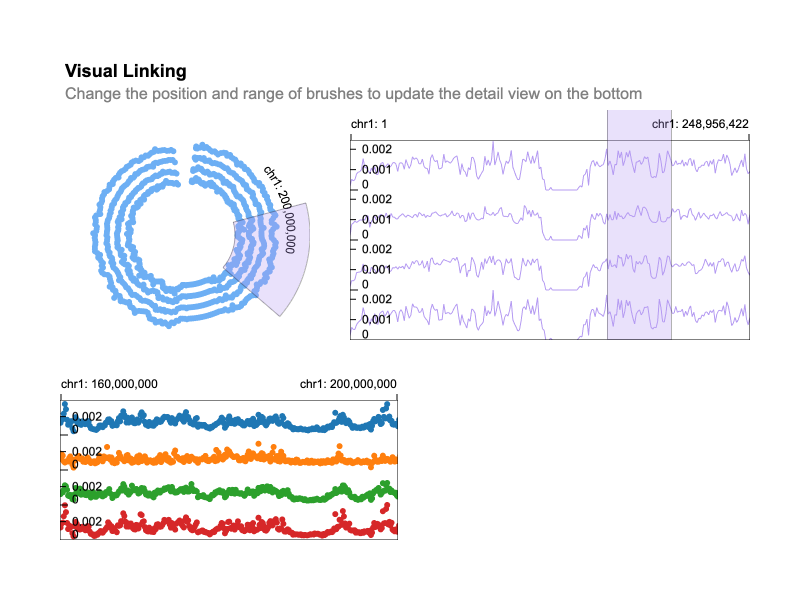 Visual Linking
Change the position and range of brushes to update the detail view on the bottom
chr1: 200,000,000
chr1: 1
chr1: 248,956,422
0.002
0.001
0
0.002
0.001
0
0.002
0.001
0
0.002
0.001
0
chr1: 160,000,000
chr1: 200,000,000
0.002
0
0.002
0
0.002
0
0.002
0